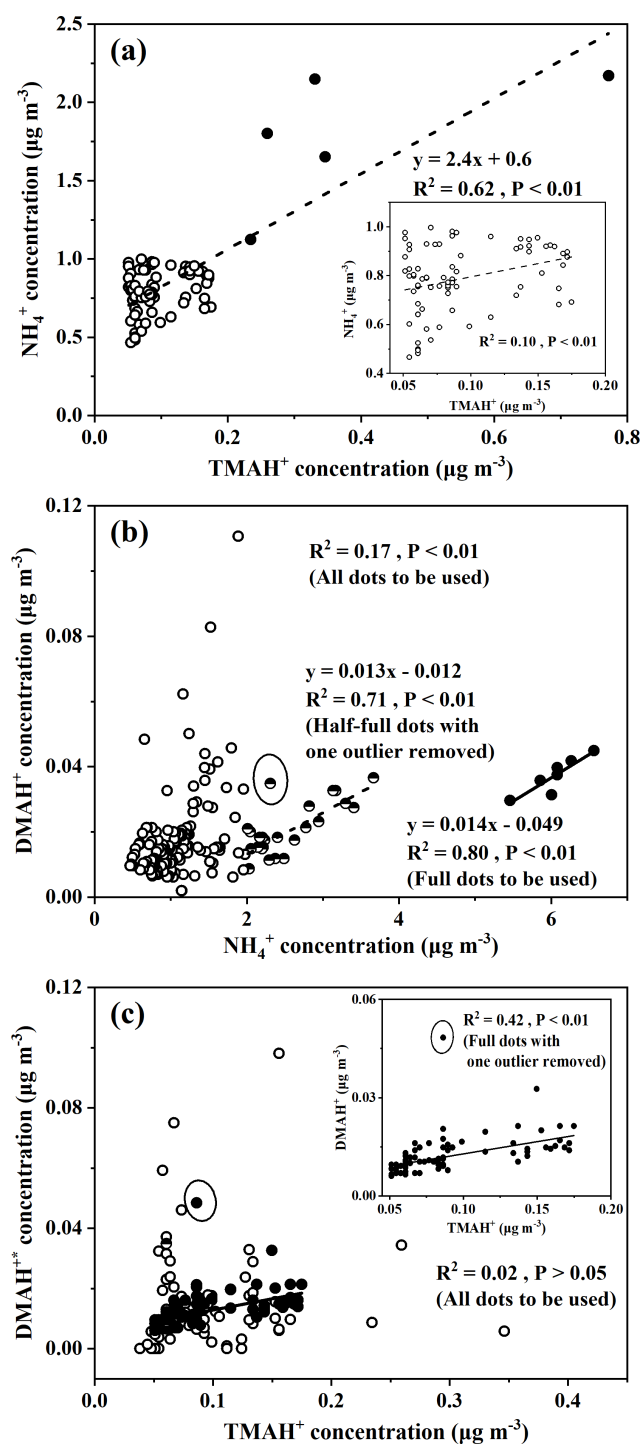 (a)
2.5
2.0
1.5
1.0
0.5
0.0
NH₄⁺ concentration (μg m⁻³)
y = 2.4x + 0.6
R² = 0.62 , P < 0.01
1.0
0.8
0.6
0.4
NH₄⁺ (μg m⁻³)
R² = 0.10 , P < 0.01
0.05 0.10 0.15 0.20
TMAH⁺ (μg m⁻³)
0.0 0.2 0.4 0.6 0.8
TMAH⁺ concentration (μg m⁻³)
(b)
0.12
0.08
0.04
0.00
DMAH⁺ concentration (μg m⁻³)
R² = 0.17 , P < 0.01
(All dots to be used)
y = 0.013x - 0.012
R² = 0.71 , P < 0.01
(Half-full dots with
one outlier removed)
y = 0.014x - 0.049
R² = 0.80 , P < 0.01
(Full dots to be used)
0 2 4 6
NH₄⁺ concentration (μg m⁻³)
(c)
0.12
0.08
0.04
0.00
DMAH⁺* concentration (μg m⁻³)
0.06
0.03
0.00
DMAH⁺ (μg m⁻³)
R² = 0.42 , P < 0.01
(Full dots with
one outlier removed)
0.05 0.10 0.15 0.20
TMAH⁺ (μg m⁻³)
R² = 0.02 , P > 0.05
(All dots to be used)
0.0 0.1 0.2 0.3 0.4
TMAH⁺ concentration (μg m⁻³)